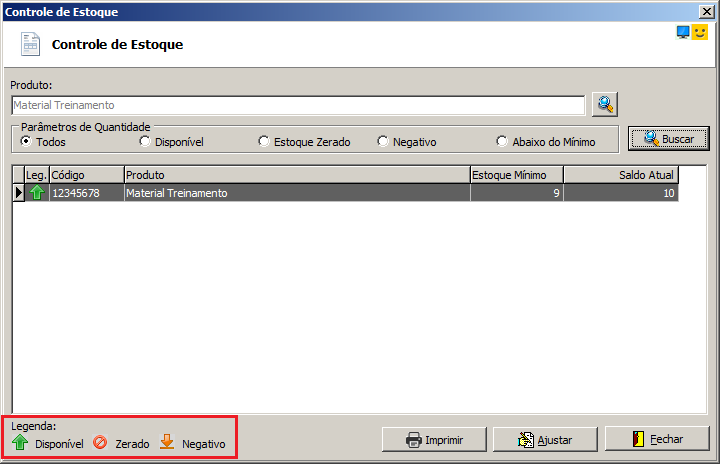 Controle de Estoque
Controle de Estoque
Produto:
Material Treinamento
Parâmetros de Quantidade
Todos Disponível Estoque Zerado Negativo Abaixo do Mínimo Buscar
Leg. Código Produto Estoque Mínimo Saldo Atual
12345678 Material Treinamento 9 10
Legenda:
Disponível Zerado Negativo Imprimir Ajustar Fechar